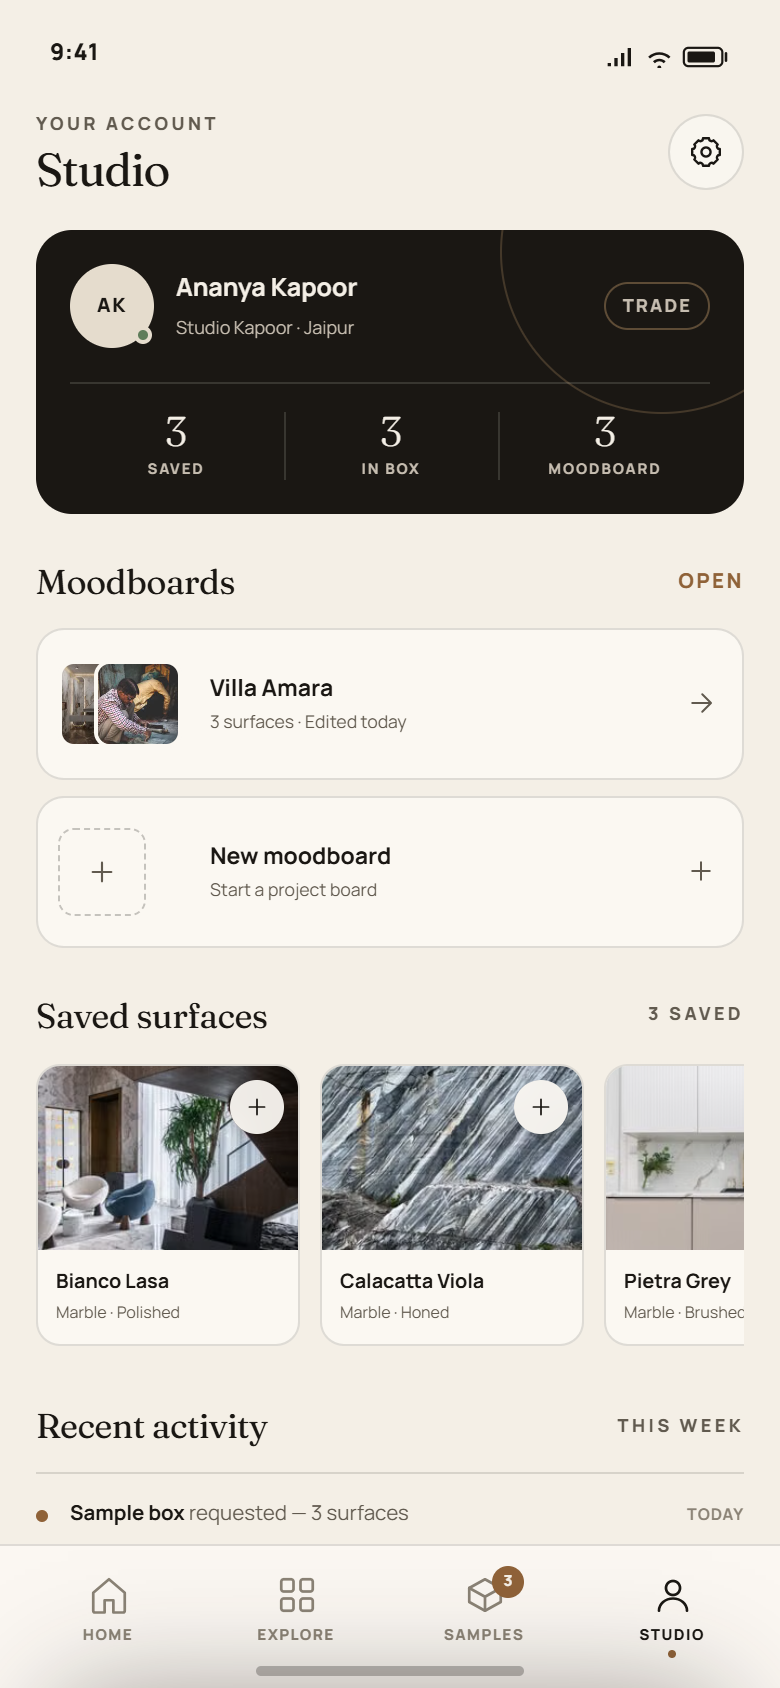 9:41
YOUR ACCOUNT
Studio
AK
Ananya Kapoor
Studio Kapoor · Jaipur
TRADE
3
SAVED
3
IN BOX
3
MOODBOARD
Moodboards
OPEN
Villa Amara
3 surfaces · Edited today
New moodboard
Start a project board
Saved surfaces
3 SAVED
Bianco Lasa
Marble · Polished
Calacatta Viola
Marble · Honed
Pietra Grey
Marble · Brushed
Recent activity
THIS WEEK
Sample box requested — 3 surfaces
TODAY
HOME
EXPLORE
3
SAMPLES
STUDIO